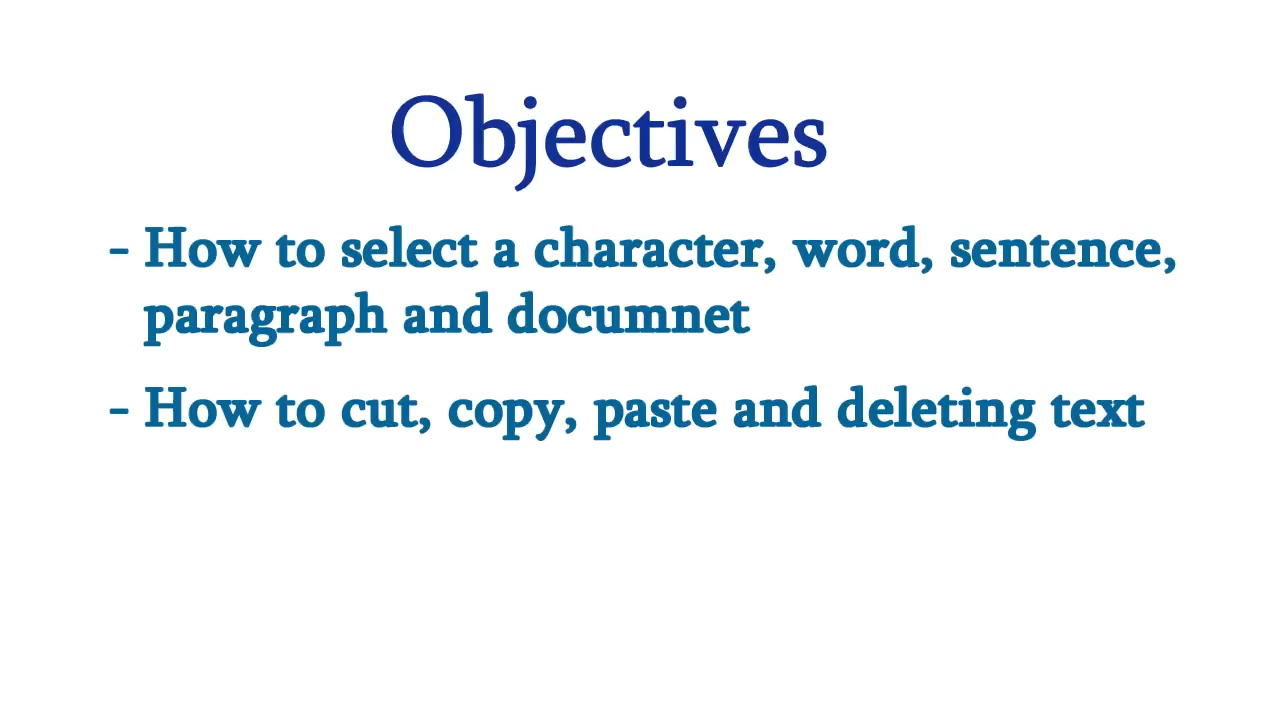 Objectives
- How to select a character, word, sentence,
paragraph and documnet
- How to cut, copy, paste and deleting text